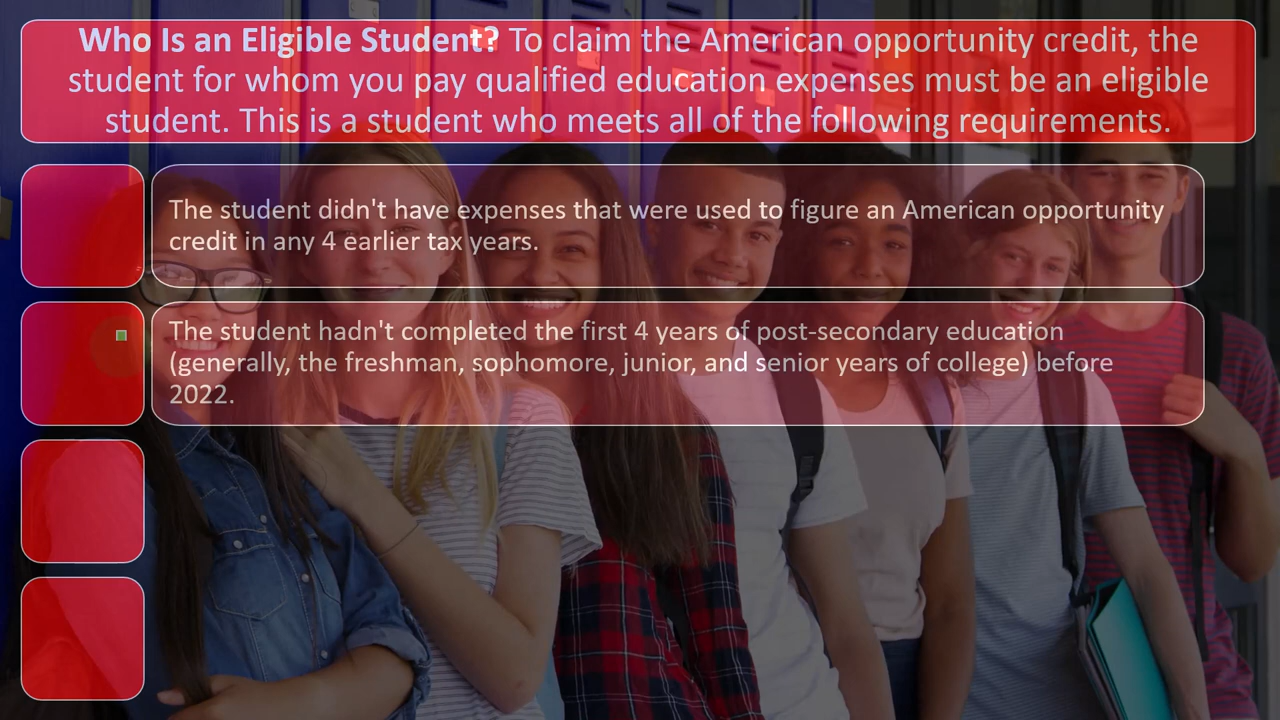 Who Is an Eligible Student? To claim the American opportunity credit, the
student for whom you pay qualified education expenses must be an eligible
student. This is a student who meets all of the following requirements.
The student didn't have expenses that were used to figure an American opportunity
credit in any 4 earlier tax years.
The student hadn't completed the first 4 years of post-secondary education
(generally, the freshman, sophomore, junior, and senior years of college) before
2022.